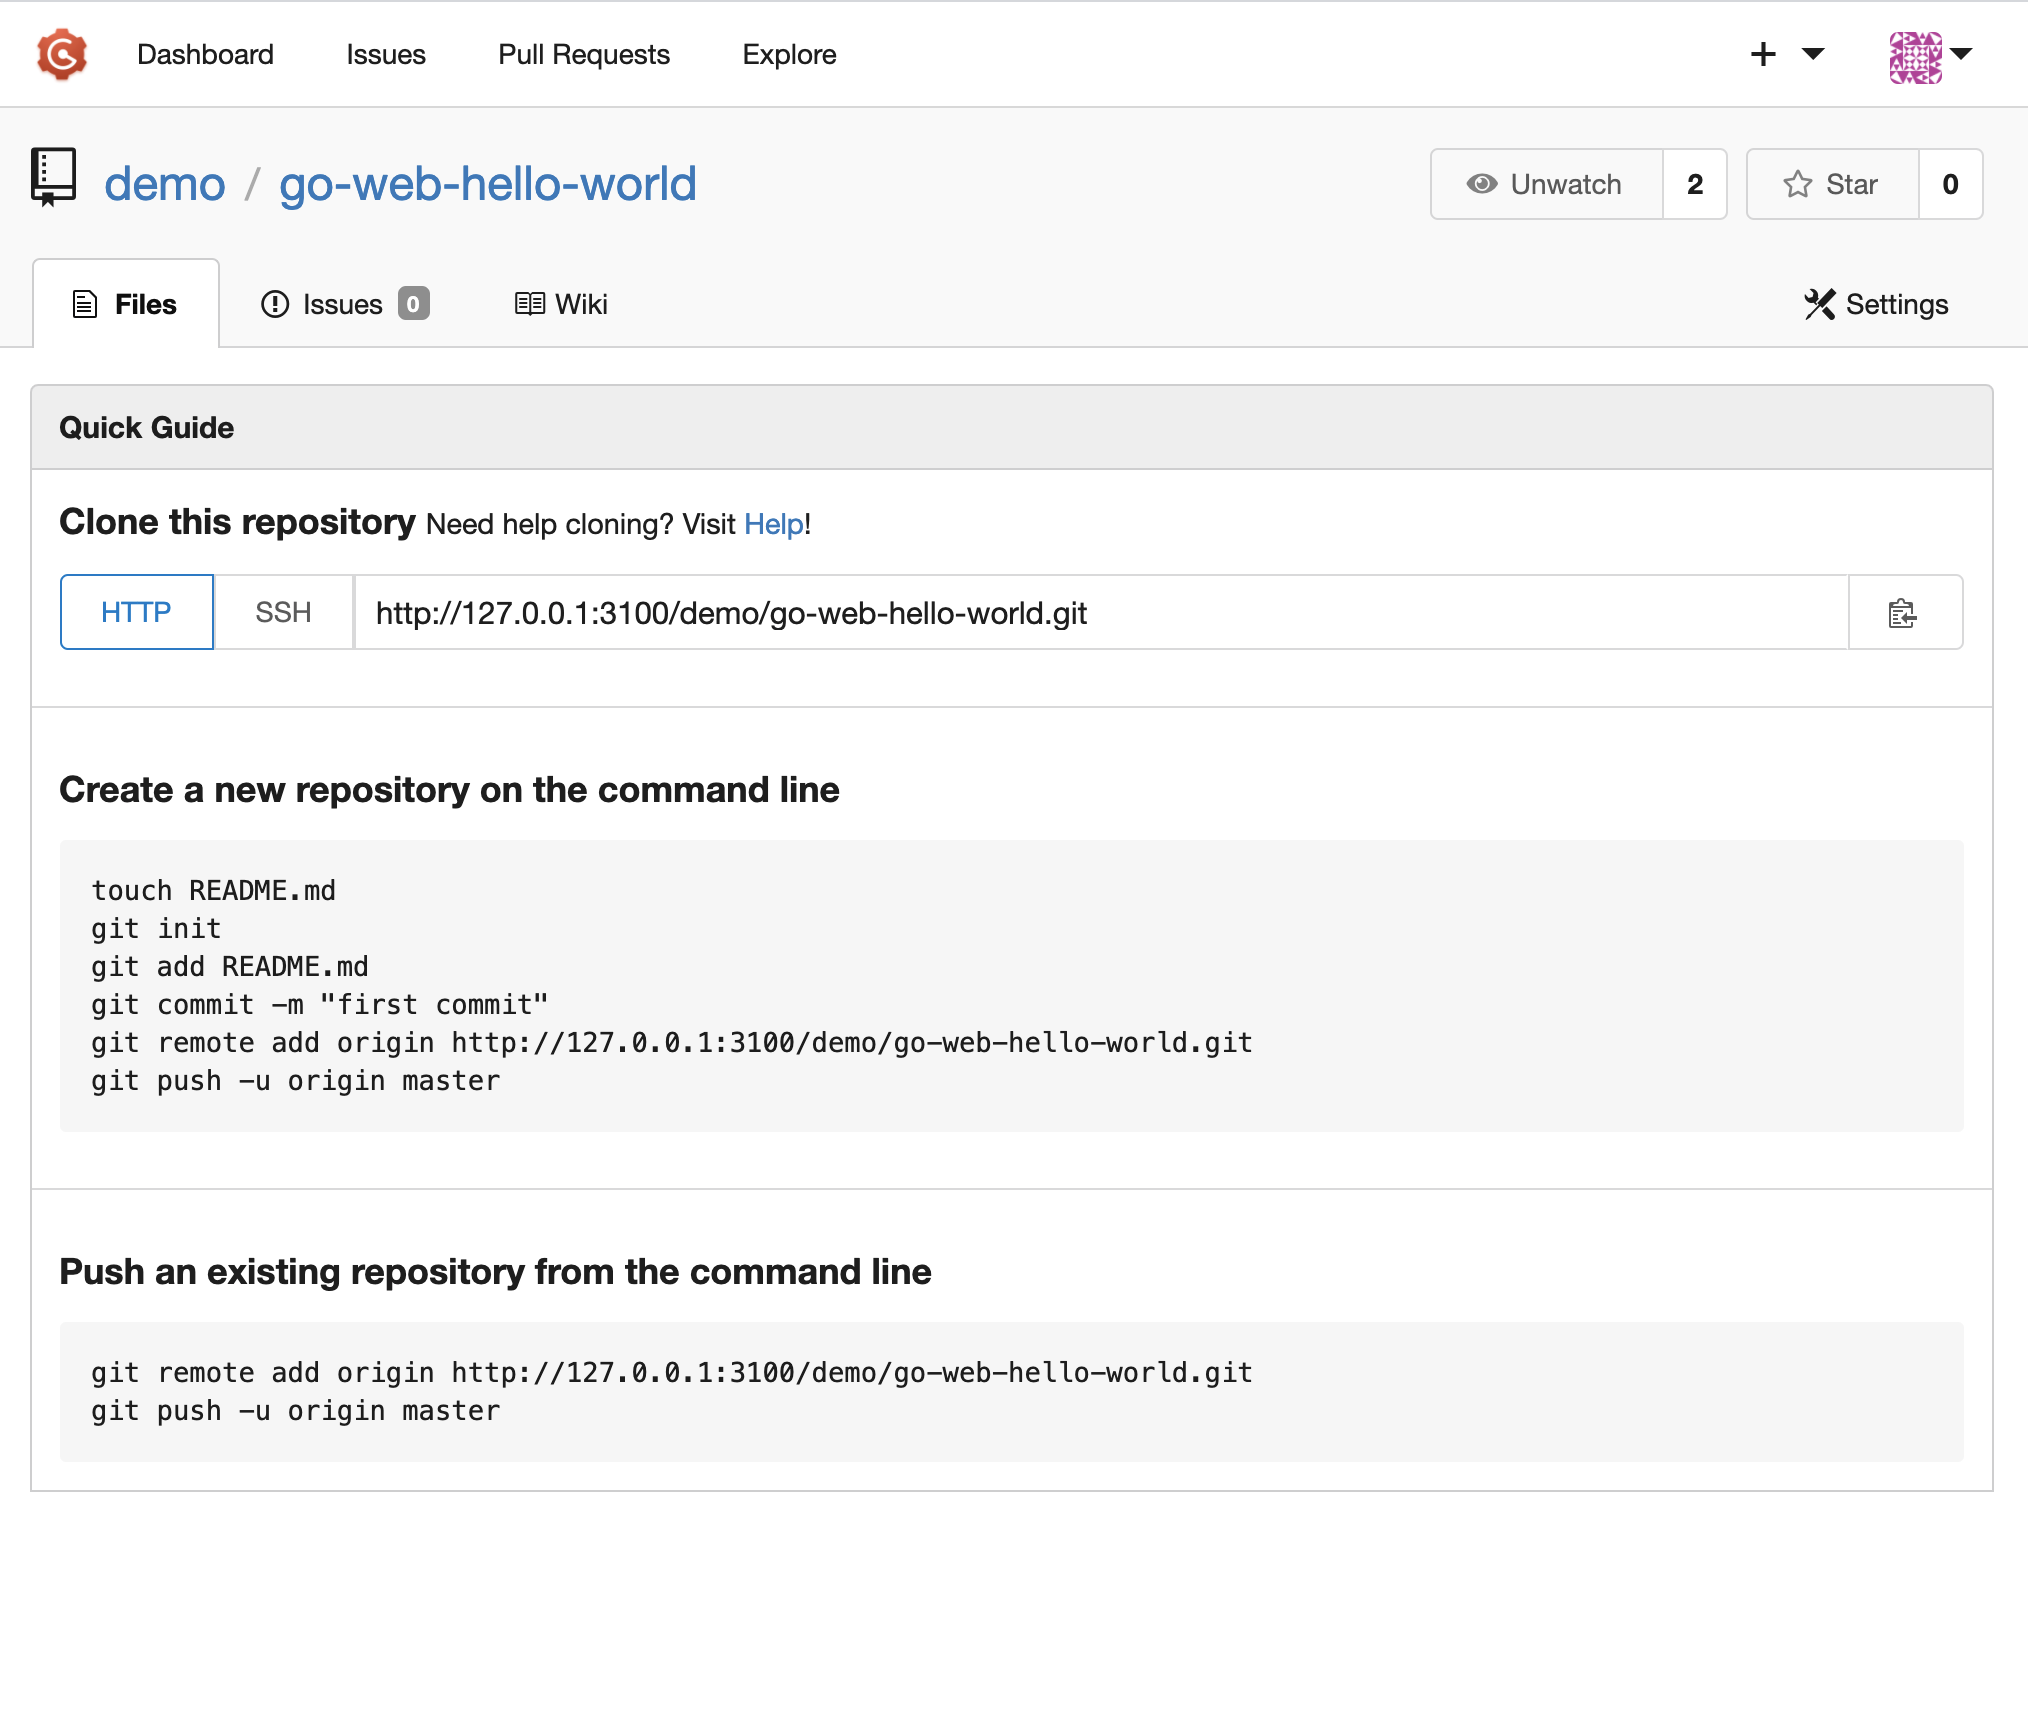 Dashboard Issues Pull Requests Explore
demo / go-web-hello-world Unwatch 2 Star 0
Files Issues 0 Wiki Settings
Quick Guide
Clone this repository Need help cloning? Visit Help!
HTTP SSH http://127.0.0.1:3100/demo/go-web-hello-world.git
Create a new repository on the command line
touch README.md
git init
git add README.md
git commit -m "first commit"
git remote add origin http://127.0.0.1:3100/demo/go-web-hello-world.git
git push -u origin master
Push an existing repository from the command line
git remote add origin http://127.0.0.1:3100/demo/go-web-hello-world.git
git push -u origin master